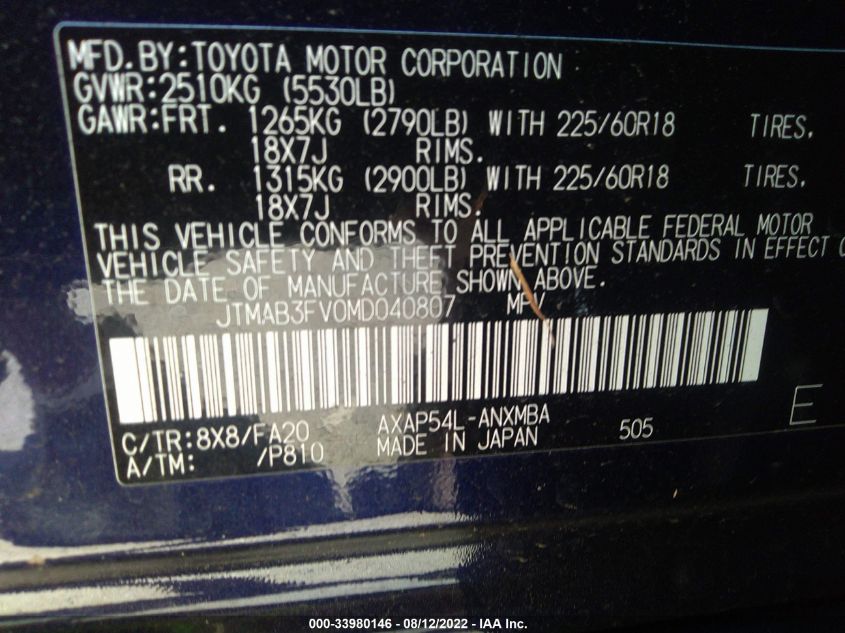 MFD.BY:TOYOTA MOTOR CORPORATION
GVWR:2510KG (5530LB)
GAWR:FRT. 1265KG (2790LB) WITH 225/60R18 TIRES,
18X7J RIMS.
RR. 1315KG (2900LB) WITH 225/60R18 TIRES,
18X7J RIMS.
THIS VEHICLE CONFORMS TO ALL APPLICABLE FEDERAL MOTOR
VEHICLE SAFETY AND THEFT PREVENTION STANDARDS IN EFFECT
THE DATE OF MANUFACTURE SHOWN ABOVE.
JTMAB3FV0MD040807 MPV
C/TR:8X8/FA20 AXAP54L-ANXMBA 505 E
A/TM: /P810 MADE IN JAPAN
000-33980146 - 08/12/2022 - IAA Inc.